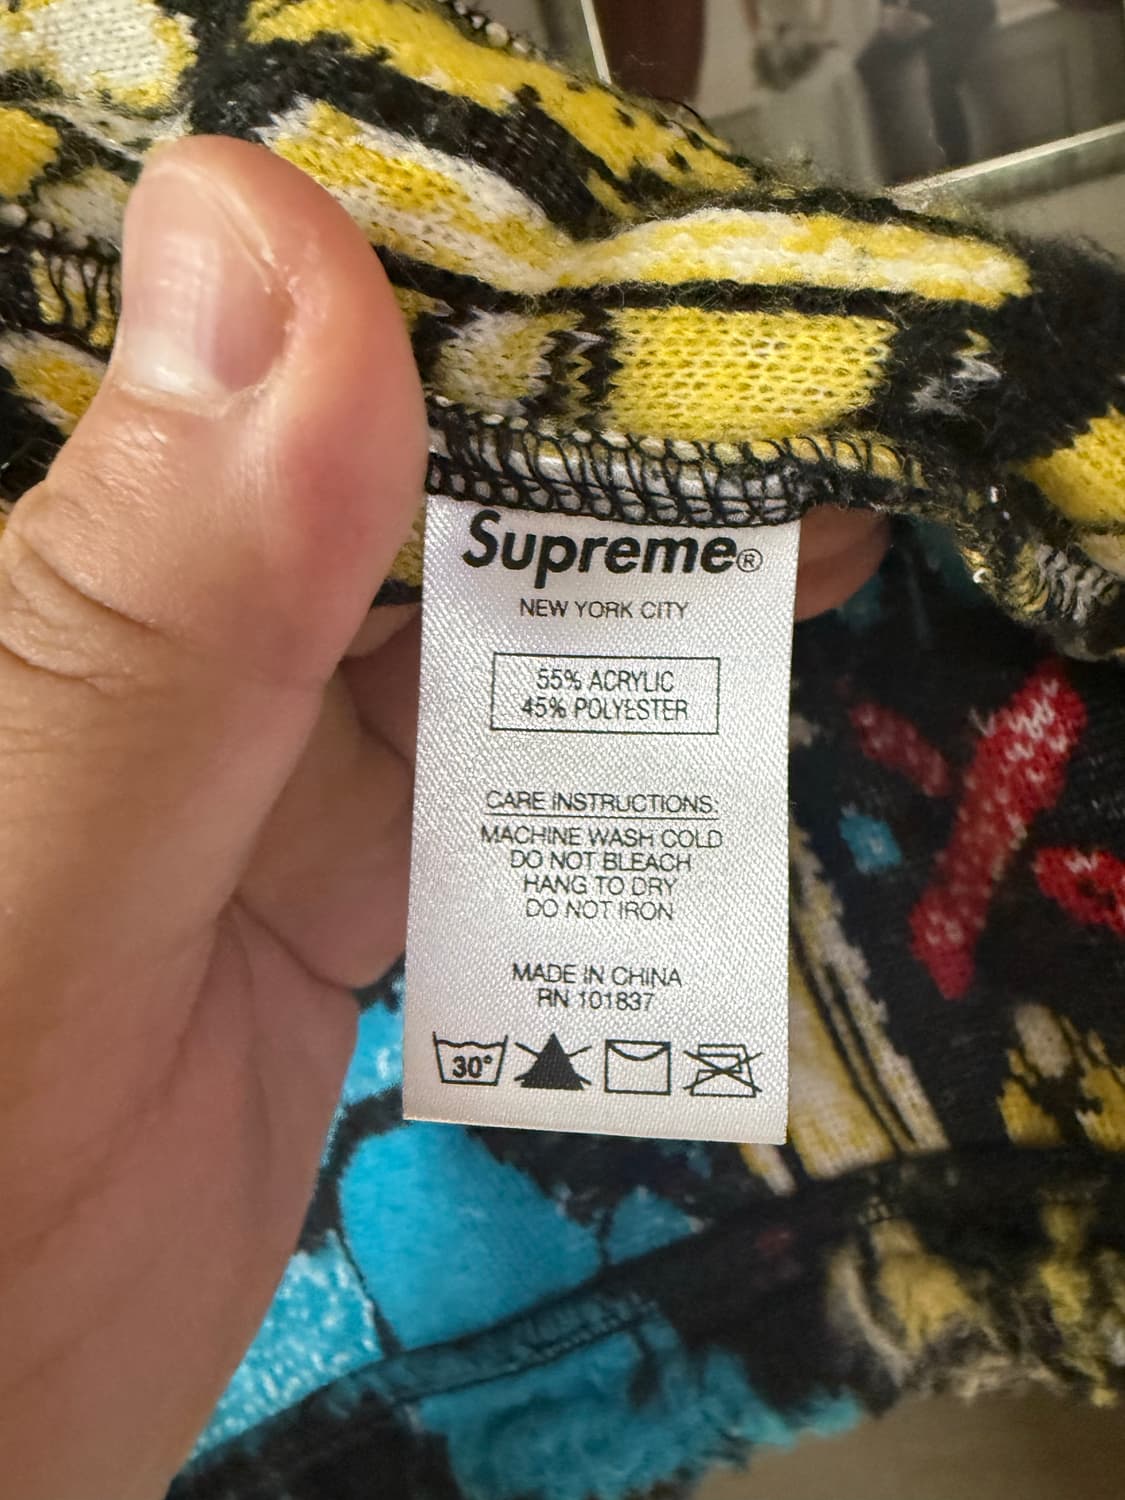 Supreme®
NEW YORK CITY
55% ACRYLIC
45% POLYESTER
CARE INSTRUCTIONS:
MACHINE WASH COLD
DO NOT BLEACH
HANG TO DRY
DO NOT IRON
MADE IN CHINA
RN 101837
30°